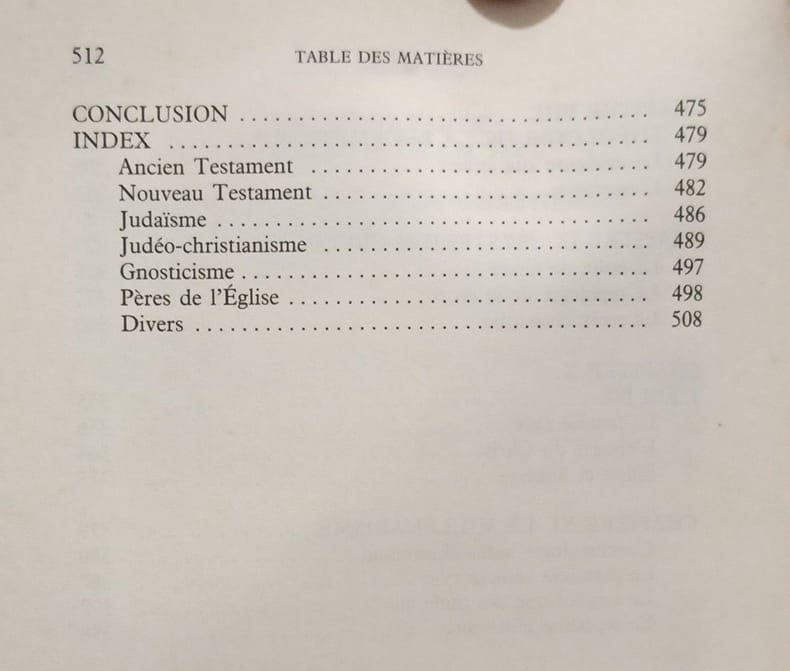 512 TABLE DES MATIÈRES
CONCLUSION ........................................ 475
INDEX ........................................ 479
Ancien Testament ........................................ 479
Nouveau Testament ........................................ 482
Judaïsme ........................................ 486
Judéo-christianisme ........................................ 489
Gnosticisme ........................................ 497
Pères de l'Église ........................................ 498
Divers ........................................ 508